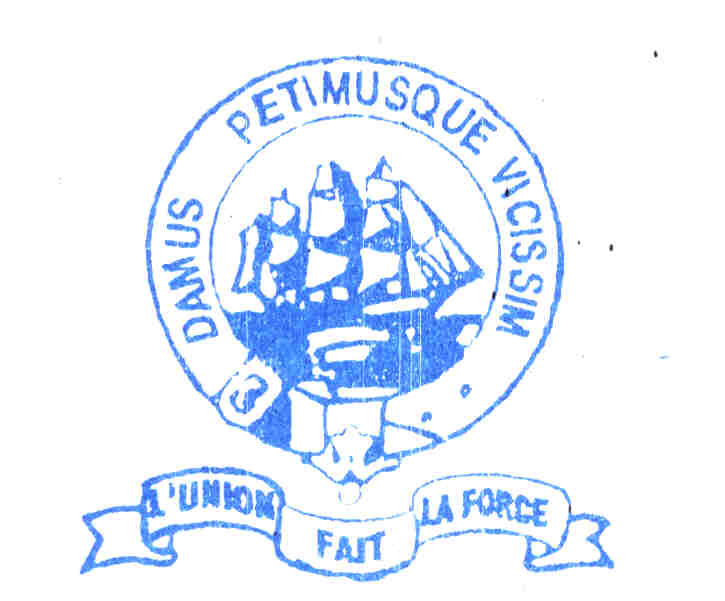 DAMUS PETIMUSQUE VICISSIM
L'UNION FAIT LA FORCE